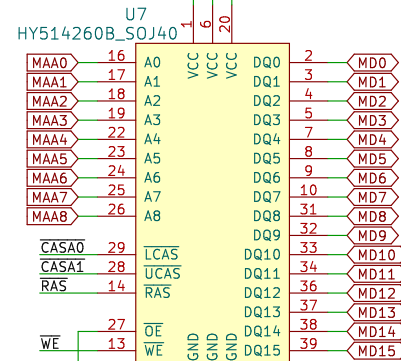 U7
HY514260B_SOJ40
1 6 20
VCC VCC VCC
MAA0 16 A0 DQ0 2 MD0
MAA1 17 A1 DQ1 3 MD1
MAA2 18 A2 DQ2 4 MD2
MAA3 19 A3 DQ3 5 MD3
MAA4 22 A4 DQ4 7 MD4
MAA5 23 A5 DQ5 8 MD5
MAA6 24 A6 DQ6 9 MD6
MAA7 25 A7 DQ7 10 MD7
MAA8 26 A8 DQ8 31 MD8
DQ9 32 MD9
CASA0 29 LCAS DQ10 33 MD10
CASA1 28 UCAS DQ11 34 MD11
RAS 14 RAS DQ12 36 MD12
DQ13 37 MD13
27 OE DQ14 38 MD14
WE 13 WE DQ15 39 MD15
GND GND GND